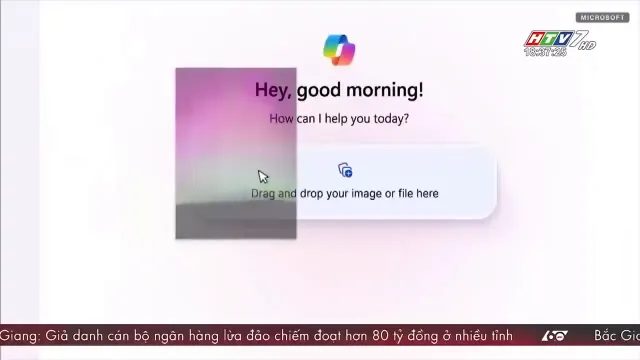 MICROSOFT
HTV7 HD
18:37:25
Hey, good morning!
How can I help you today?
Drag and drop your image or file here
Giang: Giả danh cán bộ ngân hàng lừa đảo chiếm đoạt hơn 80 tỷ đồng ở nhiều tỉnh
Bắc Gi